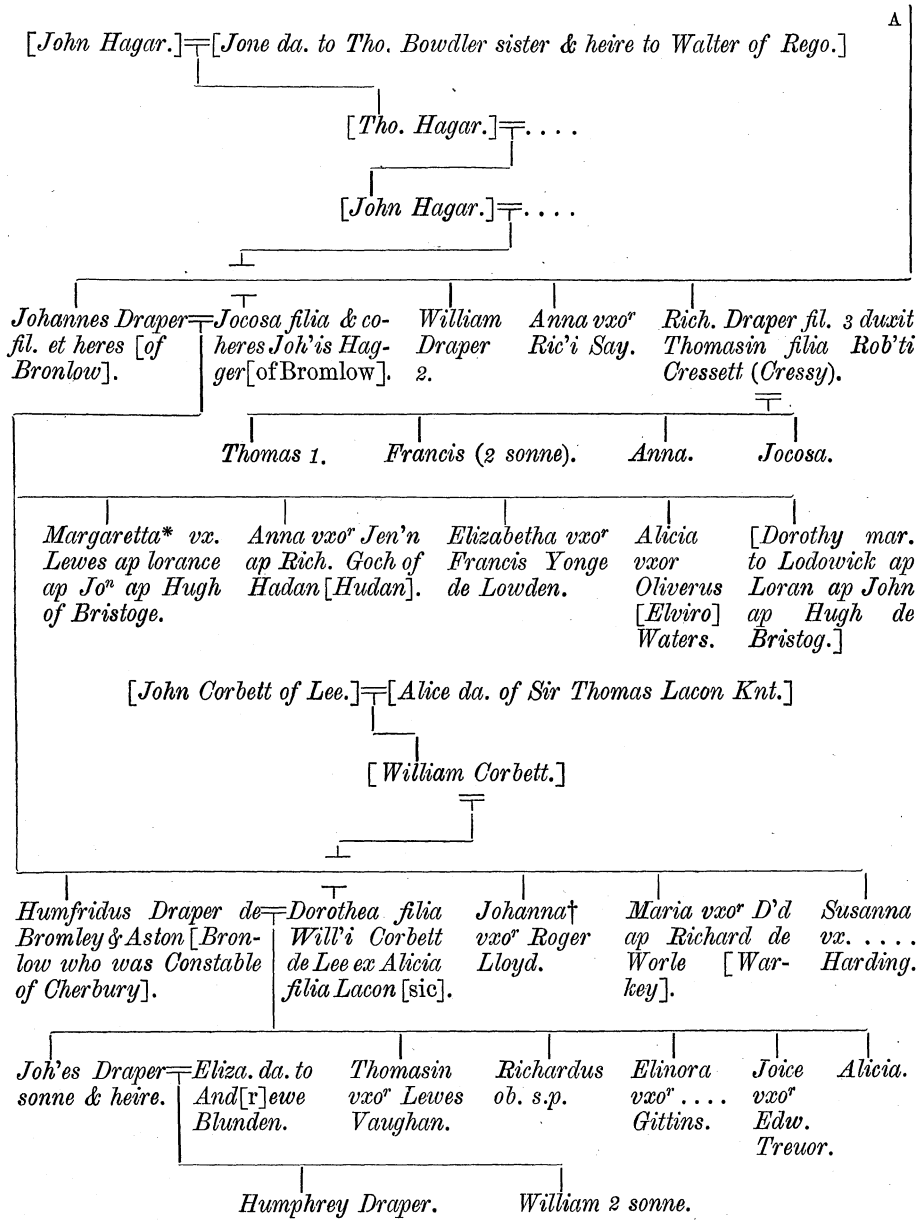 A
[John Hagar.]=[Jone da. to Tho. Bowdler sister & heire to Walter of Rego.]
[Tho. Hagar.]=. . . .
[John Hagar.]=. . . .
Johannes Draper=
fil. et heres [of
Bronlow].
Jocosa filia & co-
heres Joh'is Hag-
ger[of Bromlow].
William
Draper
2.
Anna vxoʳ
Ric'i Say.
Rich. Draper fil. 3 duxit
Thomasin filia Rob'ti
Cressett (Cressy).
Thomas 1.
Francis (2 sonne).
Anna.
Jocosa.
Margaretta* vx.
Lewes ap lorance
ap Joⁿ ap Hugh
of Bristoge.
Anna vxoʳ Jen'n
ap Rich. Goch of
Hadan [Hudan].
Elizabetha vxoʳ
Francis Yonge
de Lowden.
Alicia
vxor
Oliverus
[Elviro]
Waters.
[Dorothy mar.
to Lodowick ap
Loran ap John
ap Hugh de
Bristog.]
[John Corbett of Lee.]=[Alice da. of Sir Thomas Lacon Knt.]
[William Corbett.]
Humfridus Draper de=
Bromley & Aston [Bron-
low who was Constable
of Cherbury].
Dorothea filia
Will'i Corbett
de Lee ex Alicia
filia Lacon [sic].
Johanna†
vxoʳ Roger
Lloyd.
Maria vxoʳ D'd
ap Richard de
Worle [War-
key].
Susanna
vx. . . . .
Harding.
Joh'es Draper=
sonne & heire.
Eliza. da. to
And[r]ewe
Blunden.
Thomasin
vxoʳ Lewes
Vaughan.
Richardus
ob. s.p.
Elinora
vxoʳ . . . .
Gittins.
Joice
vxoʳ
Edw.
Treuor.
Alicia.
Humphrey Draper.
William 2 sonne.